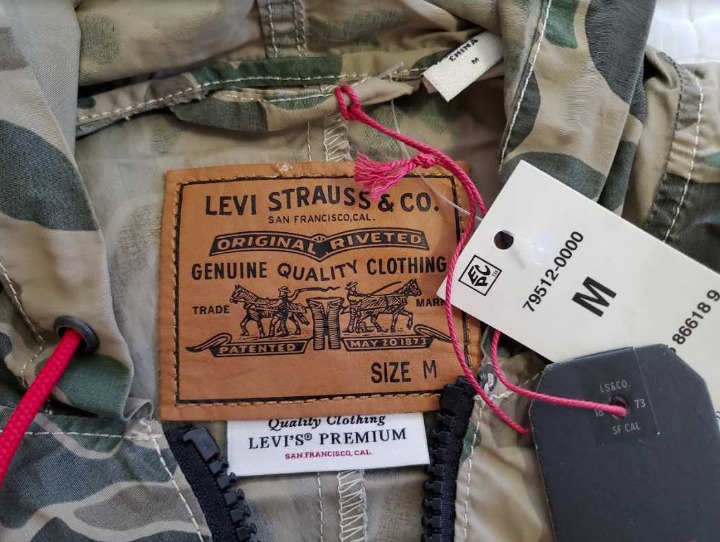 CHINA
M
LEVI STRAUSS & CO.
SAN FRANCISCO, CAL.
ORIGINAL RIVETED
GENUINE QUALITY CLOTHING
TRADE MARK
PATENTED MAY 20 1873
SIZE M
Quality Clothing
LEVI'S® PREMIUM
SAN FRANCISCO, CAL.
79512-0000
M
86618 9
LS&CO.
18 73
SF CAL